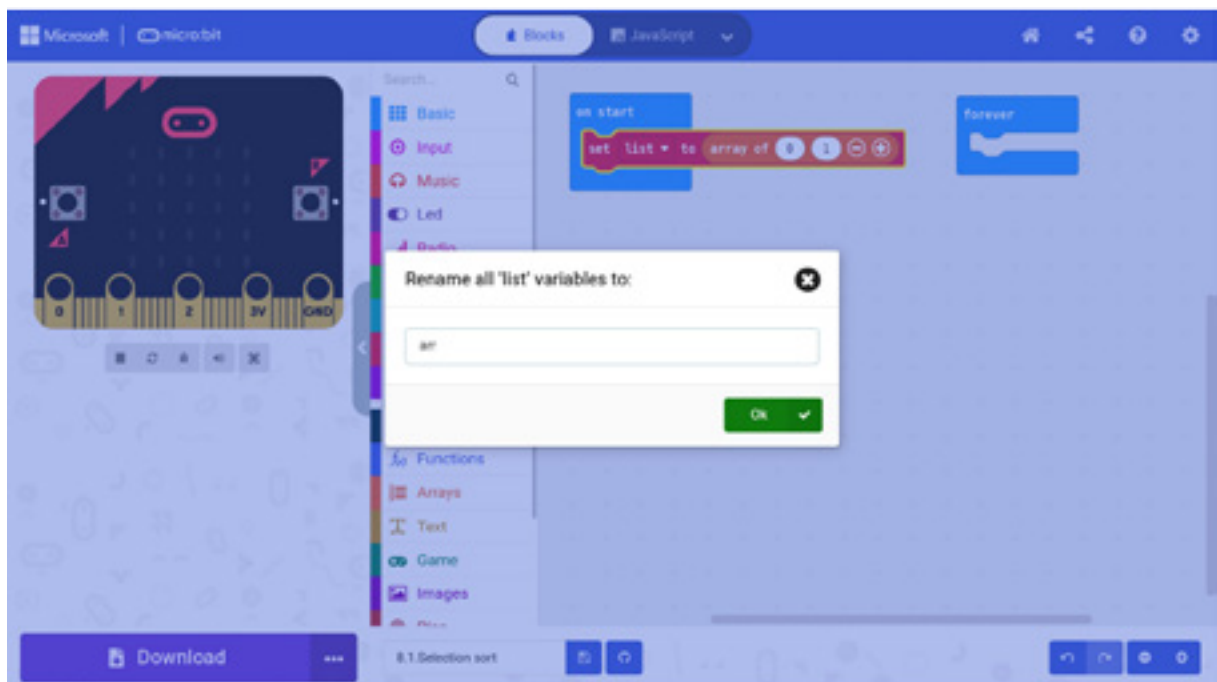 Microsoft | micro:bit
Blocks
JavaScript
Search...
Basic
Input
Music
Led
Radio
Functions
Arrays
Text
Game
Images
on start
set list to array of 0 1
forever
0 1 2 3V GND
Rename all 'list' variables to:
arr
Ok
Download
8.1.Selection sort